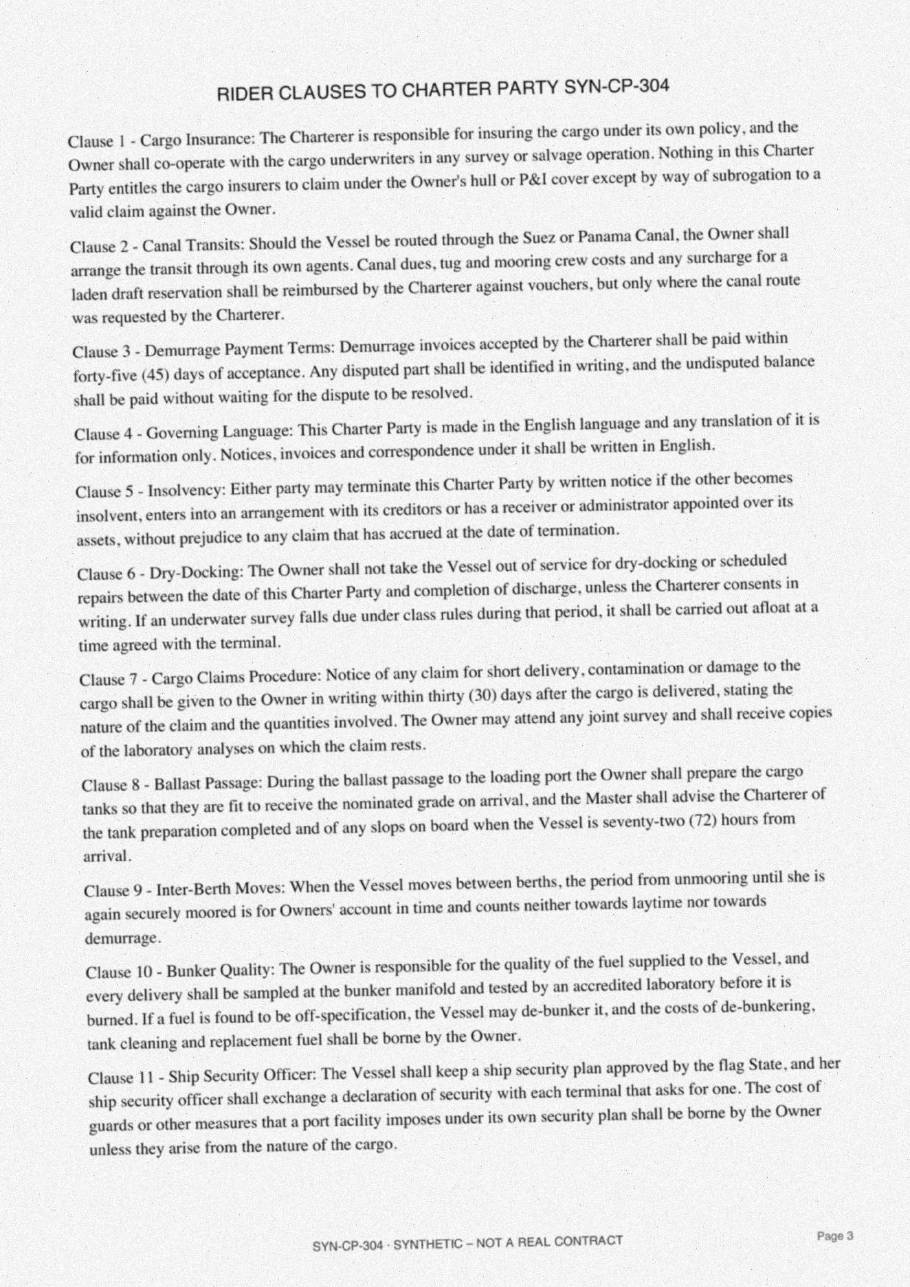 RIDER CLAUSES TO CHARTER PARTY SYN-CP-304
Clause 1 - Cargo Insurance: The Charterer is responsible for insuring the cargo under its own policy, and the
Owner shall co-operate with the cargo underwriters in any survey or salvage operation. Nothing in this Charter
Party entitles the cargo insurers to claim under the Owner's hull or P&I cover except by way of subrogation to a
valid claim against the Owner.
Clause 2 - Canal Transits: Should the Vessel be routed through the Suez or Panama Canal, the Owner shall
arrange the transit through its own agents. Canal dues, tug and mooring crew costs and any surcharge for a
laden draft reservation shall be reimbursed by the Charterer against vouchers, but only where the canal route
was requested by the Charterer.
Clause 3 - Demurrage Payment Terms: Demurrage invoices accepted by the Charterer shall be paid within
forty-five (45) days of acceptance. Any disputed part shall be identified in writing, and the undisputed balance
shall be paid without waiting for the dispute to be resolved.
Clause 4 - Governing Language: This Charter Party is made in the English language and any translation of it is
for information only. Notices, invoices and correspondence under it shall be written in English.
Clause 5 - Insolvency: Either party may terminate this Charter Party by written notice if the other becomes
insolvent, enters into an arrangement with its creditors or has a receiver or administrator appointed over its
assets, without prejudice to any claim that has accrued at the date of termination.
Clause 6 - Dry-Docking: The Owner shall not take the Vessel out of service for dry-docking or scheduled
repairs between the date of this Charter Party and completion of discharge, unless the Charterer consents in
writing. If an underwater survey falls due under class rules during that period, it shall be carried out afloat at a
time agreed with the terminal.
Clause 7 - Cargo Claims Procedure: Notice of any claim for short delivery, contamination or damage to the
cargo shall be given to the Owner in writing within thirty (30) days after the cargo is delivered, stating the
nature of the claim and the quantities involved. The Owner may attend any joint survey and shall receive copies
of the laboratory analyses on which the claim rests.
Clause 8 - Ballast Passage: During the ballast passage to the loading port the Owner shall prepare the cargo
tanks so that they are fit to receive the nominated grade on arrival, and the Master shall advise the Charterer of
the tank preparation completed and of any slops on board when the Vessel is seventy-two (72) hours from
arrival.
Clause 9 - Inter-Berth Moves: When the Vessel moves between berths, the period from unmooring until she is
again securely moored is for Owners' account in time and counts neither towards laytime nor towards
demurrage.
Clause 10 - Bunker Quality: The Owner is responsible for the quality of the fuel supplied to the Vessel, and
every delivery shall be sampled at the bunker manifold and tested by an accredited laboratory before it is
burned. If a fuel is found to be off-specification, the Vessel may de-bunker it, and the costs of de-bunkering,
tank cleaning and replacement fuel shall be borne by the Owner.
Clause 11 - Ship Security Officer: The Vessel shall keep a ship security plan approved by the flag State, and her
ship security officer shall exchange a declaration of security with each terminal that asks for one. The cost of
guards or other measures that a port facility imposes under its own security plan shall be borne by the Owner
unless they arise from the nature of the cargo.
SYN-CP-304 · SYNTHETIC – NOT A REAL CONTRACT
Page 3